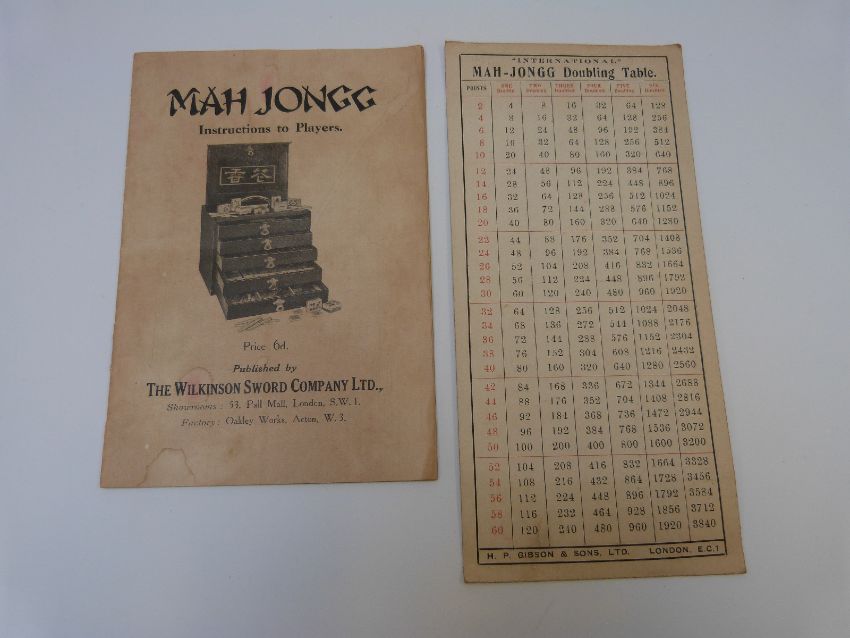 MAH JONGG
Instructions to Players.
Price 6d.
Published by
THE WILKINSON SWORD COMPANY LTD.,
Showrooms: 53, Pall Mall, London, S.W.1.
Factory: Oakley Works, Acton, W.3.
"INTERNATIONAL"
MAH-JONGG Doubling Table.
POINTS ONE Double TWO Doubles THREE Doubles FOUR Doubles FIVE Doubles SIX Doubles
2 4 8 16 32 64 128
4 8 16 32 64 128 256
6 12 24 48 96 192 384
8 16 32 64 128 256 512
10 20 40 80 160 320 640
12 24 48 96 192 384 768
14 28 56 112 224 448 896
16 32 64 128 256 512 1024
18 36 72 144 288 576 1152
20 40 80 160 320 640 1280
22 44 88 176 352 704 1408
24 48 96 192 384 768 1536
26 52 104 208 416 832 1664
28 56 112 224 448 896 1792
30 60 120 240 480 960 1920
32 64 128 256 512 1024 2048
34 68 136 272 544 1088 2176
36 72 144 288 576 1152 2304
38 76 152 304 608 1216 2432
40 80 160 320 640 1280 2560
42 84 168 336 672 1344 2688
44 88 176 352 704 1408 2816
46 92 184 368 736 1472 2944
48 96 192 384 768 1536 3072
50 100 200 400 800 1600 3200
52 104 208 416 832 1664 3328
54 108 216 432 864 1728 3456
56 112 224 448 896 1792 3584
58 116 232 464 928 1856 3712
60 120 240 480 960 1920 3840
H. P. GIBSON & SONS, LTD. LONDON, E.C.1